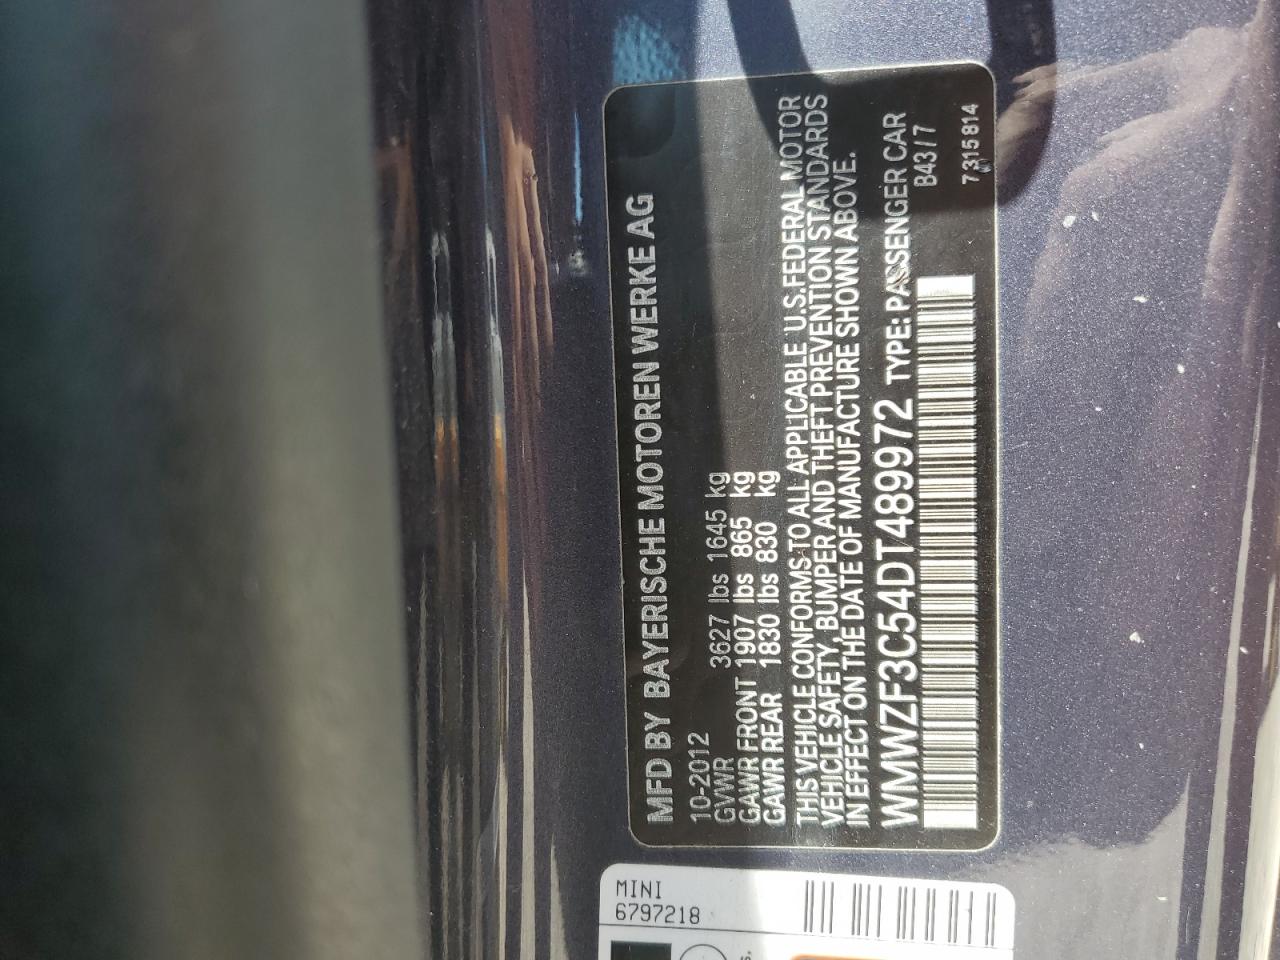 MFD BY BAYERISCHE MOTOREN WERKE AG
10-2012
GVWR 3627 lbs 1645 kg
GAWR FRONT 1907 lbs 865 kg
GAWR REAR 1830 lbs 830 kg
THIS VEHICLE CONFORMS TO ALL APPLICABLE U.S.FEDERAL MOTOR
VEHICLE SAFETY, BUMPER AND THEFT PREVENTION STANDARDS
IN EFFECT ON THE DATE OF MANUFACTURE SHOWN ABOVE.
WMWZF3C54DT489972 TYPE: PASSENGER CAR
B43/7
7315814
MINI
6797218